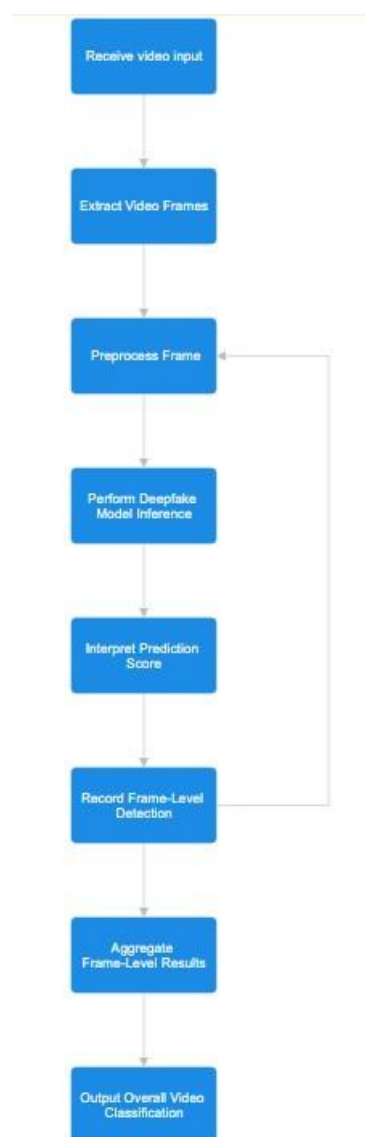 Receive video input
Extract Video Frames
Preprocess Frame
Perform Deepfake
Model Inference
Interpret Prediction
Score
Record Frame-Level
Detection
Aggregate
Frame-Level Results
Output Overall Video
Classification